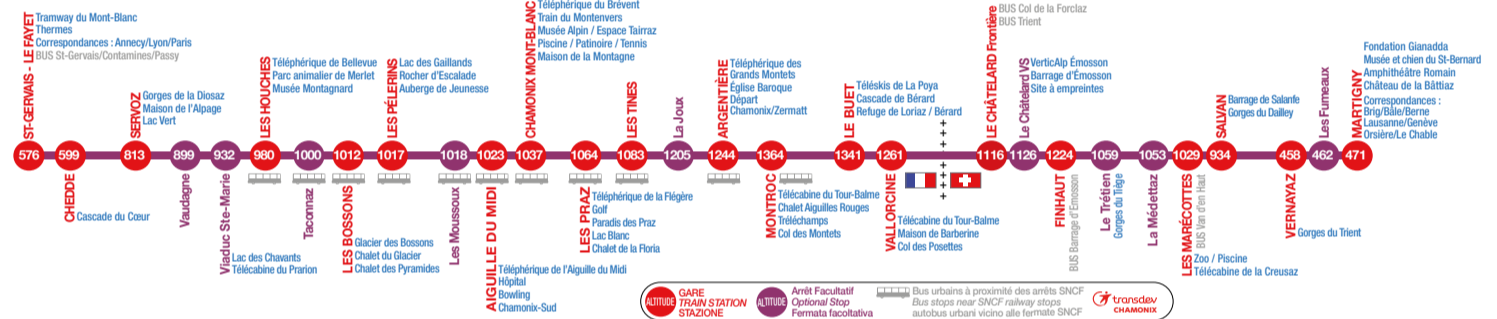 ST-GERVAIS - LE FAYET
Tramway du Mont-Blanc
Thermes
Correspondances : Annecy/Lyon/Paris
BUS St-Gervais/Contamines/Passy
576
599
CHEDDE
Cascade du Cœur
SERVOZ
Gorges de la Diosaz
Maison de l'Alpage
Lac Vert
813
899
Vaudagne
932
Viaduc Ste-Marie
Lac des Chavants
Télécabine du Prarion
LES HOUCHES
Téléphérique de Bellevue
Parc animalier de Merlet
Musée Montagnard
980
1000
Taconnaz
1012
LES BOSSONS
Glacier des Bossons
Chalet du Glacier
Chalet des Pyramides
LES PÉLERINS
Lac des Gaillands
Rocher d'Escalade
Auberge de Jeunesse
1017
1018
Les Moussoux
1023
AIGUILLE DU MIDI
Téléphérique de l'Aiguille du Midi
Hôpital
Bowling
Chamonix-Sud
CHAMONIX MONT-BLANC
Téléphérique du Brévent
Train du Montenvers
Musée Alpin / Espace Tairraz
Piscine / Patinoire / Tennis
Maison de la Montagne
1037
1064
LES PRAZ
Téléphérique de la Flégère
Golf
Paradis des Praz
Lac Blanc
Chalet de la Floria
LES TINES
1083
La Joux
1205
ARGENTIÈRE
Téléphérique des
Grands Montets
Église Baroque
Départ
Chamonix/Zermatt
1244
1364
MONTROC
Télécabine du Tour-Balme
Chalet Aiguilles Rouges
Tréléchamps
Col des Montets
LE BUET
Téléskis de La Poya
Cascade de Bérard
Refuge de Loriaz / Bérard
1341
1261
VALLORCINE
Télécabine du Tour-Balme
Maison de Barberine
Col des Posettes
LE CHÂTELARD Frontière
BUS Col de la Forclaz
BUS Trient
1116
Le Châtelard VS
VerticAlp Émosson
Barrage d'Émosson
Site à empreintes
1126
1224
FINHAUT
BUS Barrage d'Emosson
1059
Le Trétien
Gorges du Triège
1053
La Médettaz
1029
LES MARÉCOTTES
BUS Van d'en Haut
Zoo / Piscine
Télécabine de la Creusaz
SALVAN
Barrage de Salanfe
Gorges du Dailley
934
458
VERNAYAZ
Gorges du Trient
Les Fumeaux
462
MARTIGNY
Fondation Gianadda
Musée et chien du St-Bernard
Amphithéâtre Romain
Château de la Bâttiaz
Correspondances :
Brig/Bâle/Berne
Lausanne/Genève
Orsière/Le Chable
471
ALTITUDE
GARE
TRAIN STATION
STAZIONE
ALTITUDE
Arrêt Facultatif
Optional Stop
Fermata facoltativa
Bus urbains à proximité des arrêts SNCF
Bus stops near SNCF railway stops
autobus urbani vicino alle fermate SNCF
transdev
CHAMONIX